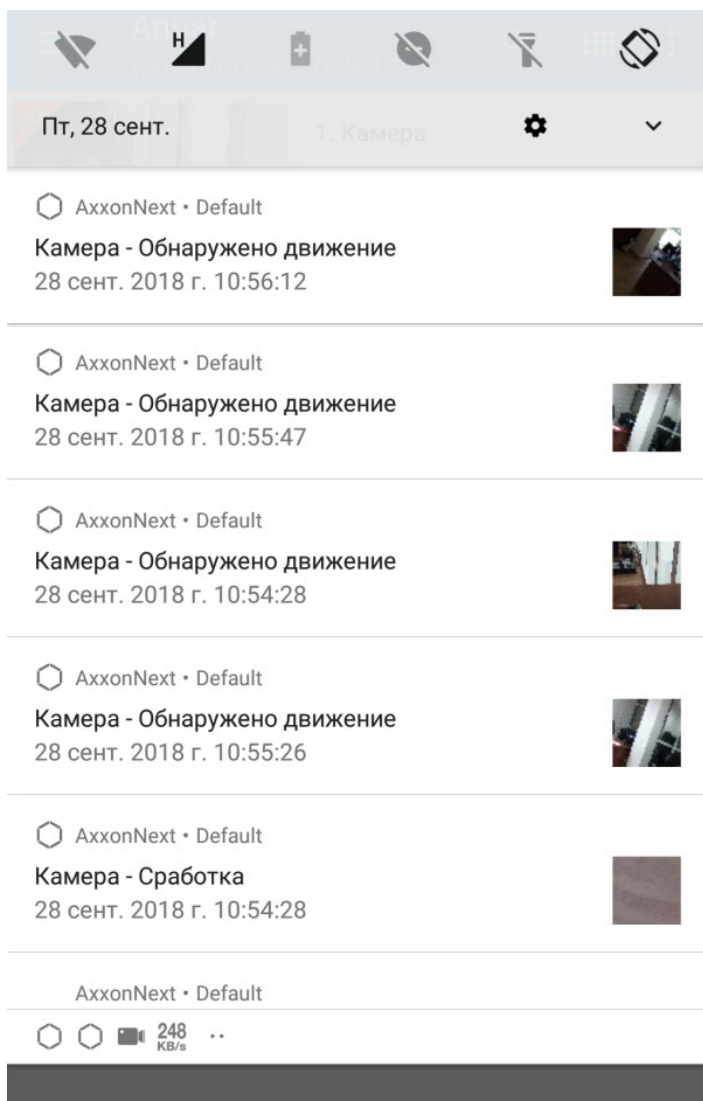 Anuar
H
Пт, 28 сент.
1. Камера
AxxonNext • Default
Камера - Обнаружено движение
28 сент. 2018 г. 10:56:12
AxxonNext • Default
Камера - Обнаружено движение
28 сент. 2018 г. 10:55:47
AxxonNext • Default
Камера - Обнаружено движение
28 сент. 2018 г. 10:54:28
AxxonNext • Default
Камера - Обнаружено движение
28 сент. 2018 г. 10:55:26
AxxonNext • Default
Камера - Сработка
28 сент. 2018 г. 10:54:28
AxxonNext • Default
248
KB/s